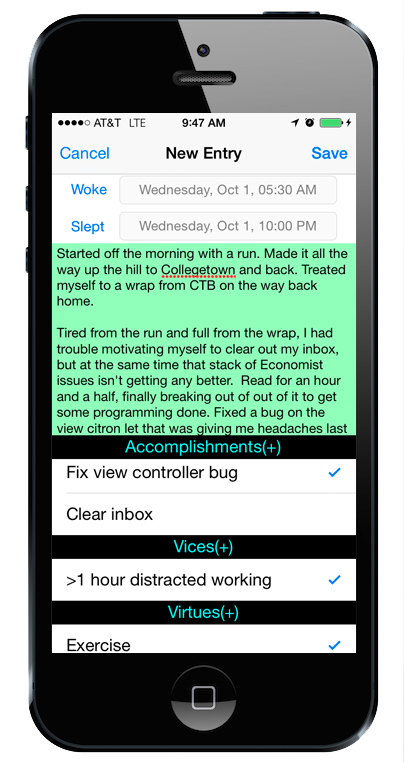 AT&T LTE 9:47 AM
Cancel New Entry Save
Woke Wednesday, Oct 1, 05:30 AM
Slept Wednesday, Oct 1, 10:00 PM
Started off the morning with a run. Made it all the
way up the hill to Collegetown and back. Treated
myself to a wrap from CTB on the way back
home.
Tired from the run and full from the wrap, I had
trouble motivating myself to clear out my inbox,
but at the same time that stack of Economist
issues isn't getting any better. Read for an hour
and a half, finally breaking out of out of it to get
some programming done. Fixed a bug on the
view citron let that was giving me headaches last
Accomplishments(+)
Fix view controller bug
Clear inbox
Vices(+)
>1 hour distracted working
Virtues(+)
Exercise